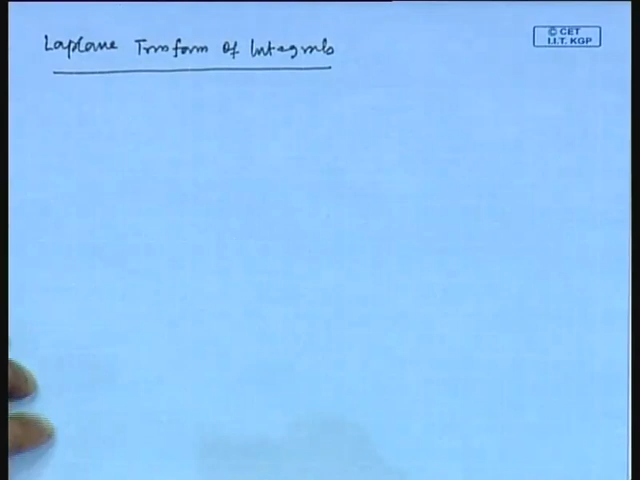 Laplace Transform Of Integrals
© CET
I.I.T. KGP